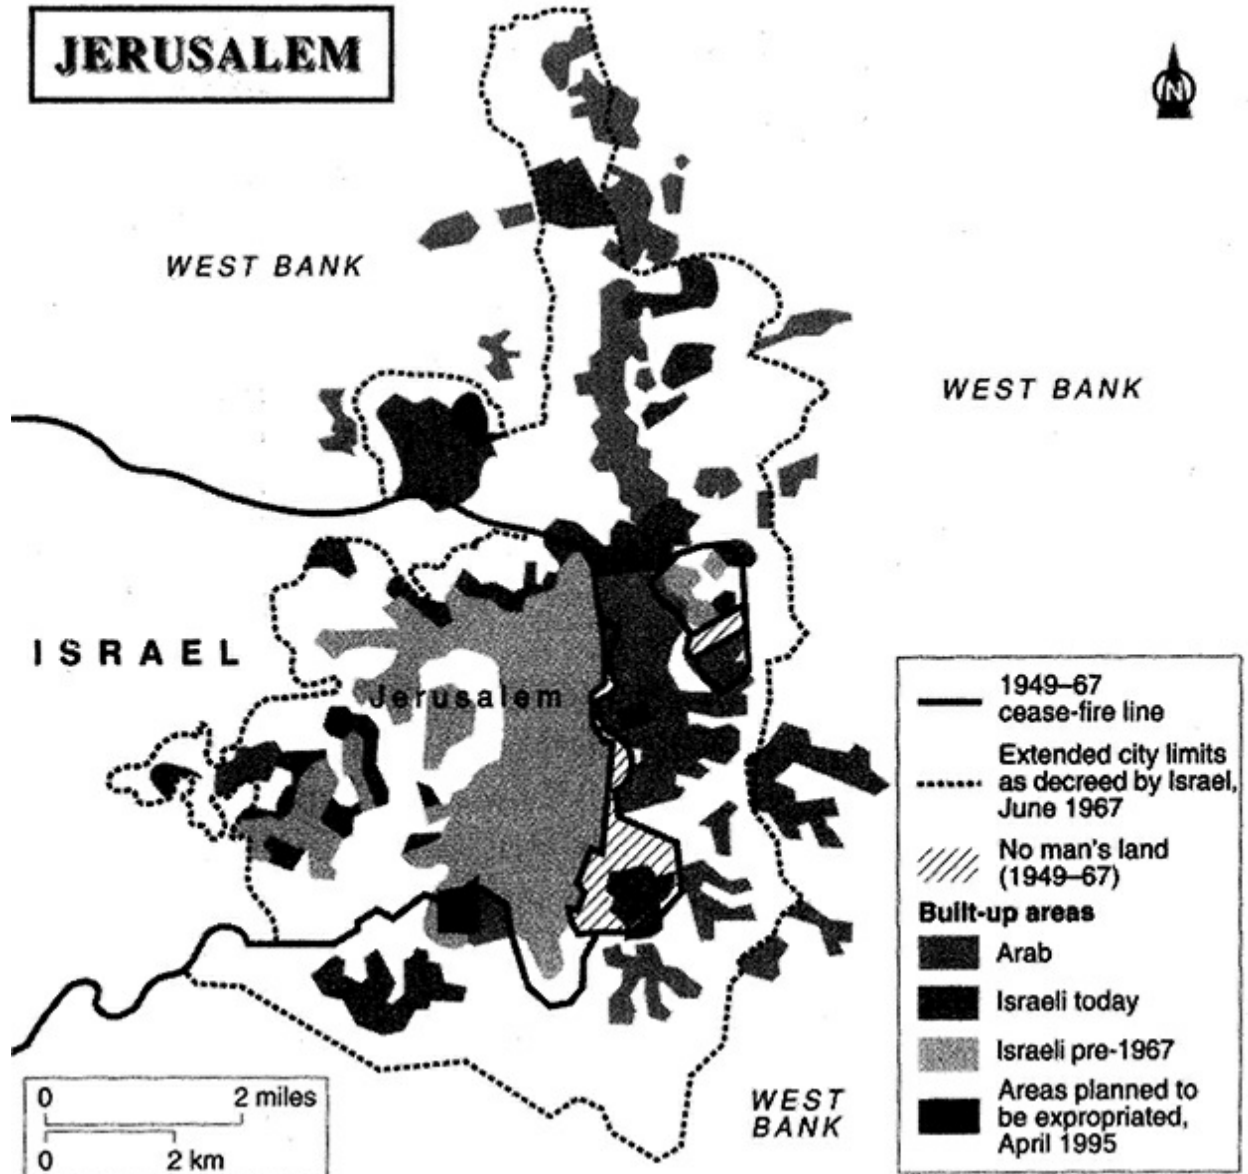 JERUSALEM
N
WEST BANK
WEST BANK
ISRAEL
Jerusalem
1949–67
cease-fire line
Extended city limits
as decreed by Israel,
June 1967
No man's land
(1949–67)
Built-up areas
Arab
Israeli today
Israeli pre-1967
Areas planned to
be expropriated,
April 1995
WEST
BANK
0 2 miles
0 2 km